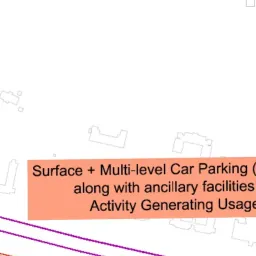 Surface + Multi-level Car Parking (
along with ancillary facilities
Activity Generating Usage